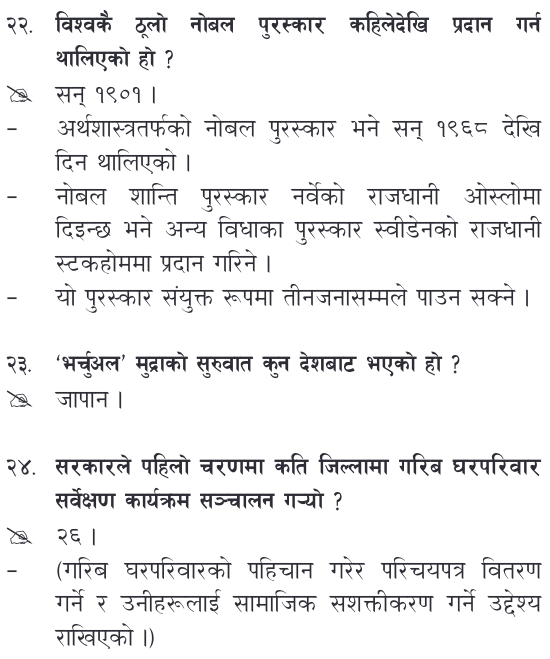 २२. विश्वकै ठूलो नोबल पुरस्कार कहिलेदेखि प्रदान गर्न
थालिएको हो ?
सन् १९०१ ।
– अर्थशास्त्रतर्फको नोबल पुरस्कार भने सन् १९६८ देखि
दिन थालिएको ।
– नोबल शान्ति पुरस्कार नर्वेको राजधानी ओस्लोमा
दिइन्छ भने अन्य विधाका पुरस्कार स्वीडेनको राजधानी
स्टकहोममा प्रदान गरिने ।
– यो पुरस्कार संयुक्त रूपमा तीनजनासम्मले पाउन सक्ने ।
२३. ‘भर्चुअल’ मुद्राको सुरुवात कुन देशबाट भएको हो ?
जापान ।
२४. सरकारले पहिलो चरणमा कति जिल्लामा गरिब घरपरिवार
सर्वेक्षण कार्यक्रम सञ्चालन गऱ्यो ?
२६ ।
– (गरिब घरपरिवारको पहिचान गरेर परिचयपत्र वितरण
गर्ने र उनीहरूलाई सामाजिक सशक्तीकरण गर्ने उद्देश्य
राखिएको ।)